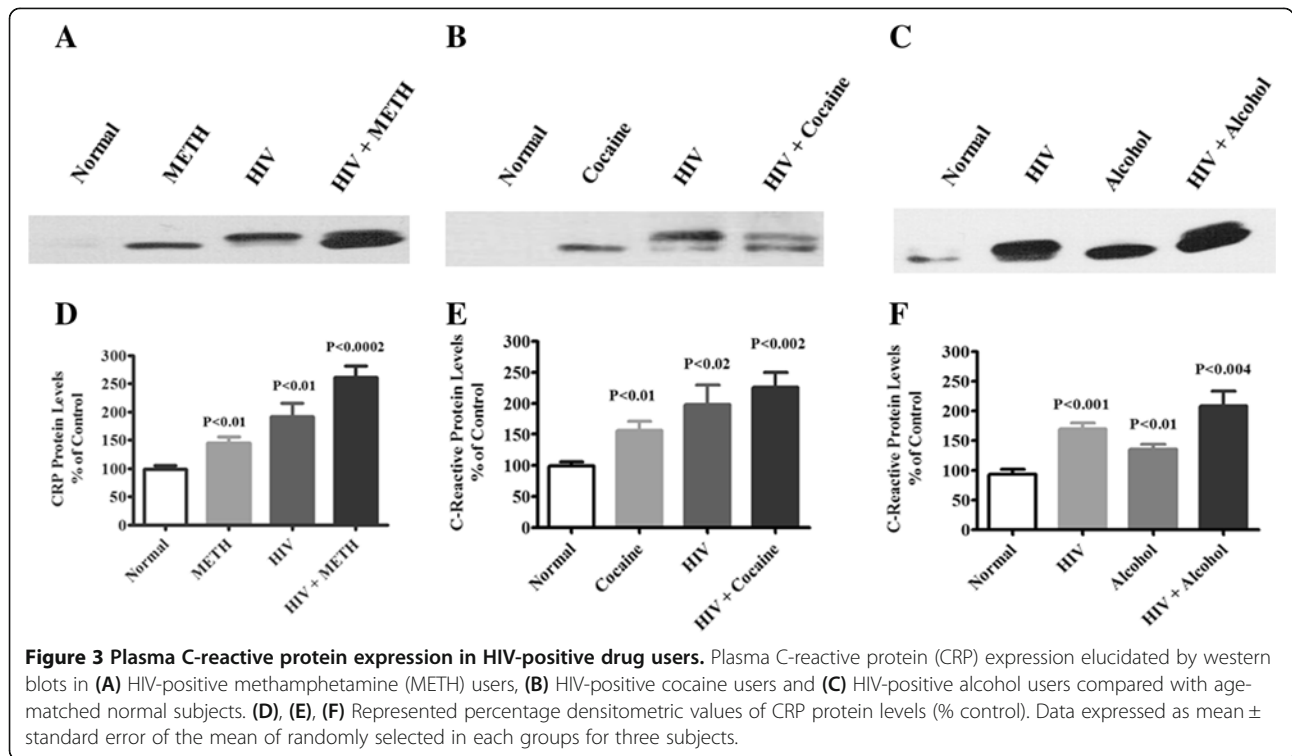 A
B
C
Normal
METH
HIV
HIV + METH
Normal
Cocaine
HIV
HIV + Cocaine
Normal
HIV
Alcohol
HIV + Alcohol
D
CRP Protein Levels
% of Control
300
250
200
150
100
50
0
P<0.01
P<0.01
P<0.0002
Normal
METH
HIV
HIV + METH
E
C-Reactive Protein Levels
% of Control
300
250
200
150
100
50
0
P<0.01
P<0.02
P<0.002
Normal
Cocaine
HIV
HIV + Cocaine
F
C-Reactive Protein Levels
% of Control
300
250
200
150
100
50
0
P<0.001
P<0.01
P<0.004
Normal
HIV
Alcohol
HIV + Alcohol
Figure 3 Plasma C-reactive protein expression in HIV-positive drug users. Plasma C-reactive protein (CRP) expression elucidated by western
blots in (A) HIV-positive methamphetamine (METH) users, (B) HIV-positive cocaine users and (C) HIV-positive alcohol users compared with age-
matched normal subjects. (D), (E), (F) Represented percentage densitometric values of CRP protein levels (% control). Data expressed as mean ±
standard error of the mean of randomly selected in each groups for three subjects.